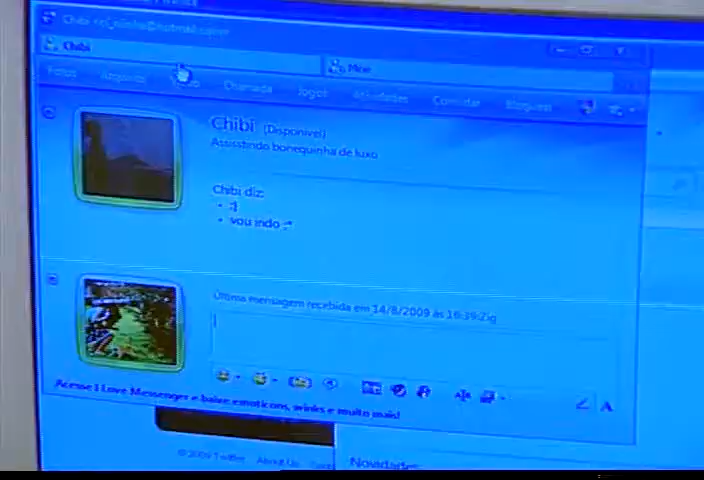 Chibi
Fotos Arquivos Vídeo Chamada Jogos Atividades Convidar Bloquear
Chibi (Disponível)
Assistindo bonequinha de luxo
Chibi diz:
• :]
• vou indo :*
Última mensagem recebida em 14/8/2009 às 16:39.
Acesse I Love Messenger e baixe emoticons, winks e muito mais!
© 2009 Twitter About Us
Novidades